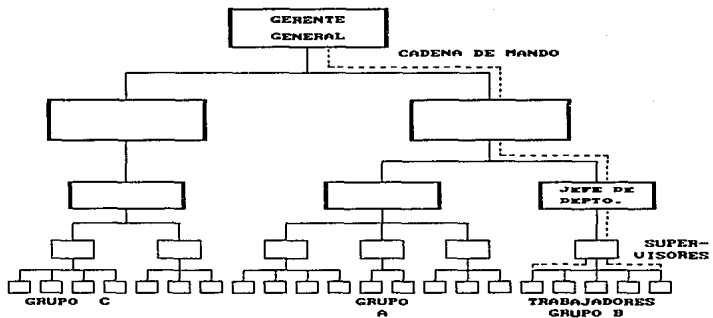 GERENTE
GENERAL
CADENA DE MANDO
JEFE DE
DEPTO.
SUPER-
VISORES
GRUPO C
GRUPO
A
TRABAJADORES
GRUPO B